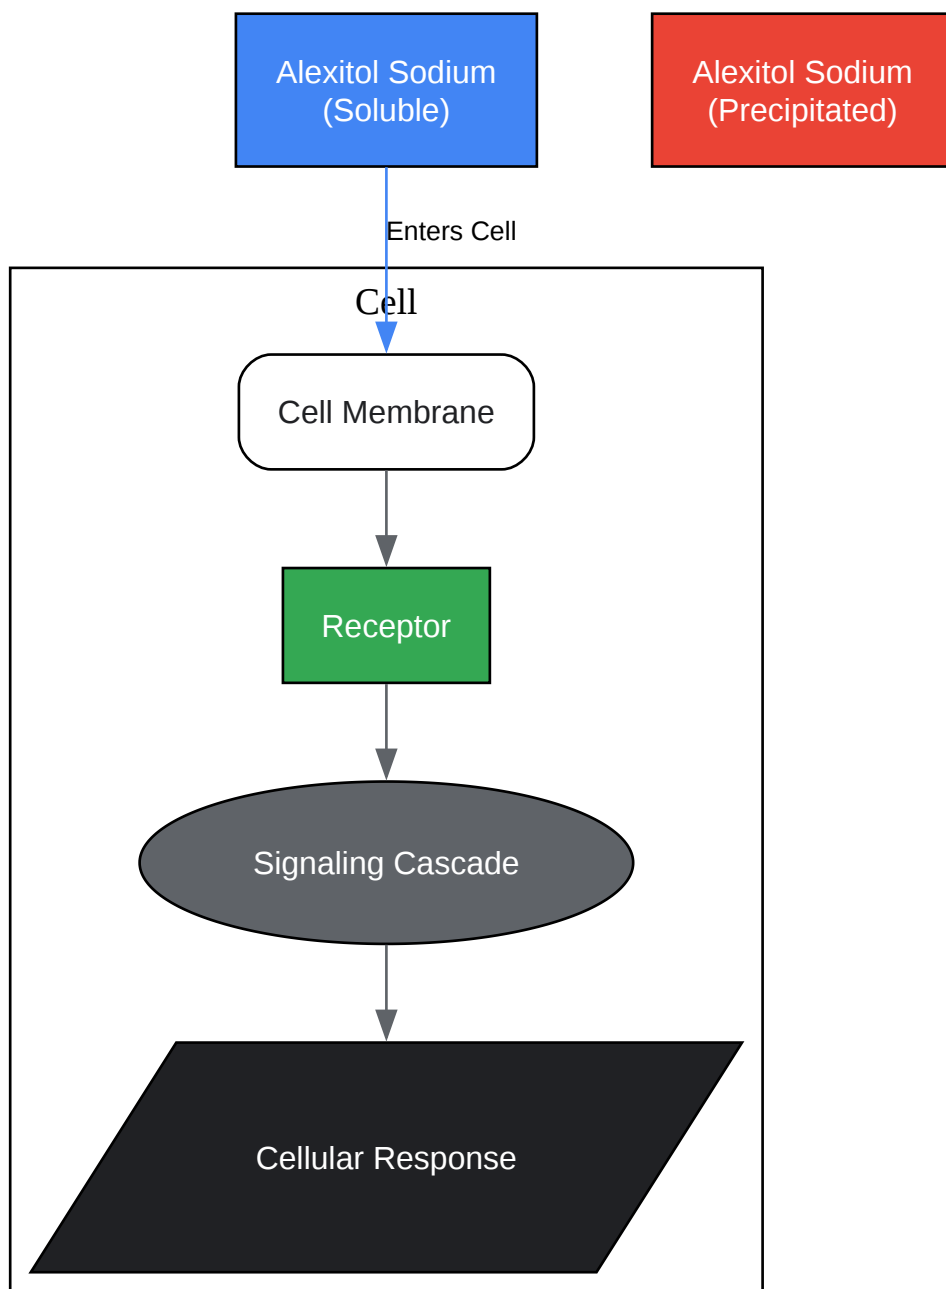 Alexitol Sodium
(Soluble)
Alexitol Sodium
(Precipitated)
Enters Cell
Cell
Cell Membrane
Receptor
Signaling Cascade
Cellular Response